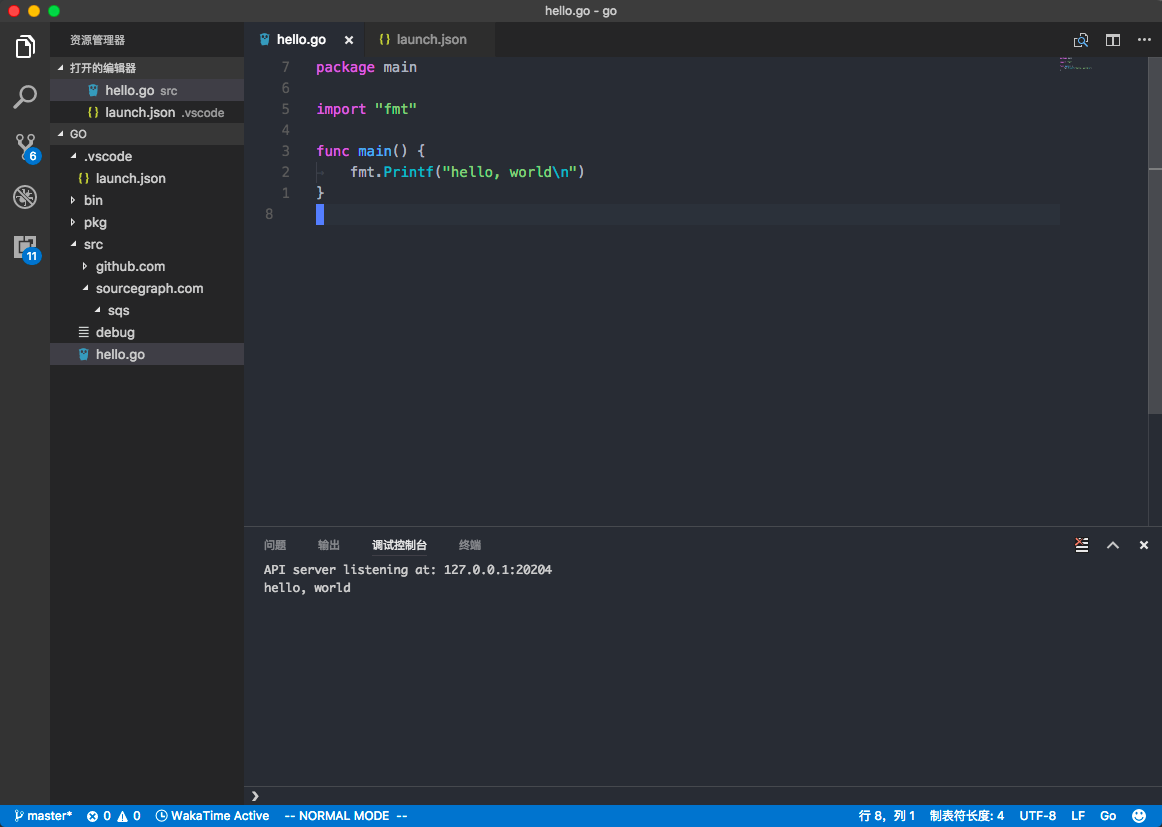 hello.go - go
资源管理器
打开的编辑器
hello.go src
launch.json .vscode
GO
.vscode
launch.json
bin
pkg
src
github.com
sourcegraph.com
sqs
debug
hello.go
6
11
hello.go
{} launch.json
7 package main
6
5 import "fmt"
4
3 func main() {
2 fmt.Printf("hello, world\n")
1 }
8
问题 输出 调试控制台 终端
API server listening at: 127.0.0.1:20204
hello, world
master* 0 0 WakaTime Active -- NORMAL MODE -- 行 8，列 1 制表符长度: 4 UTF-8 LF Go